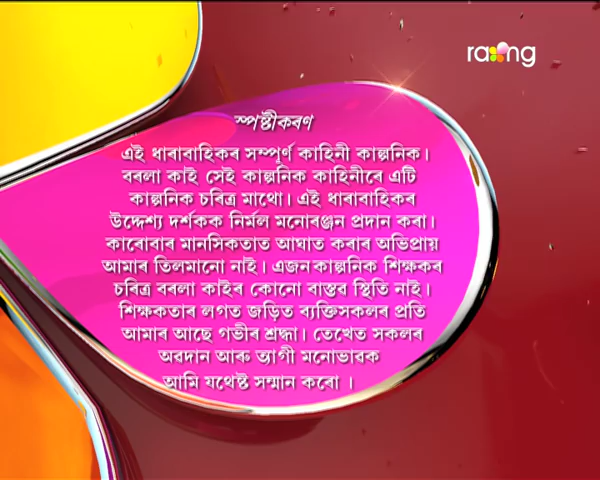 rang
স্পষ্টীকৰণ
এই ধাৰাবাহিকৰ সম্পূৰ্ণ কাহিনী কাল্পনিক।
বৰলা কাই সেই কাল্পনিক কাহিনীৰে এটি
কাল্পনিক চৰিত্ৰ মাথো। এই ধাৰাবাহিকৰ
উদ্দেশ্য দৰ্শকক নিৰ্মল মনোৰঞ্জন প্ৰদান কৰা।
কাৰোবাৰ মানসিকতাত আঘাত কৰাৰ অভিপ্ৰায়
আমাৰ তিলমানো নাই। এজন কাল্পনিক শিক্ষকৰ
চৰিত্ৰ বৰলা কাইৰ কোনো বাস্তৱ স্থিতি নাই।
শিক্ষকতাৰ লগত জড়িত ব্যক্তিসকলৰ প্ৰতি
আমাৰ আছে গভীৰ শ্ৰদ্ধা। তেখেত সকলৰ
অৱদান আৰু ত্যাগী মনোভাৱক
আমি যথেষ্ট সন্মান কৰো ।